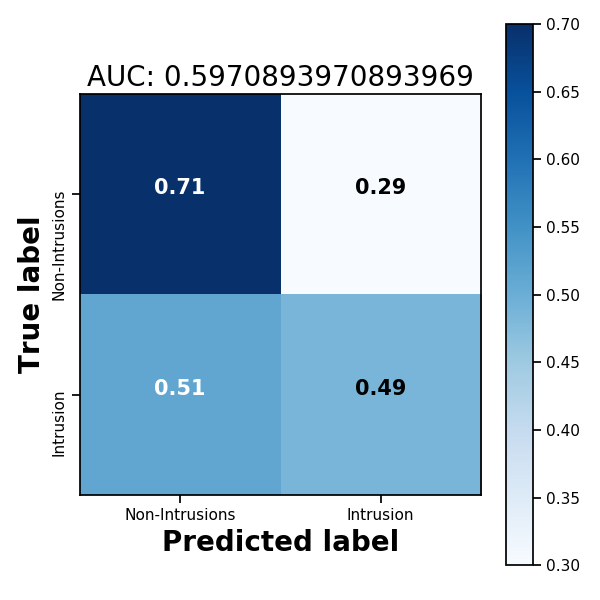 AUC: 0.5970893970893969
True label
Non-Intrusions
Intrusion
0.71
0.29
0.51
0.49
Non-Intrusions
Intrusion
Predicted label
0.70
0.65
0.60
0.55
0.50
0.45
0.40
0.35
0.30